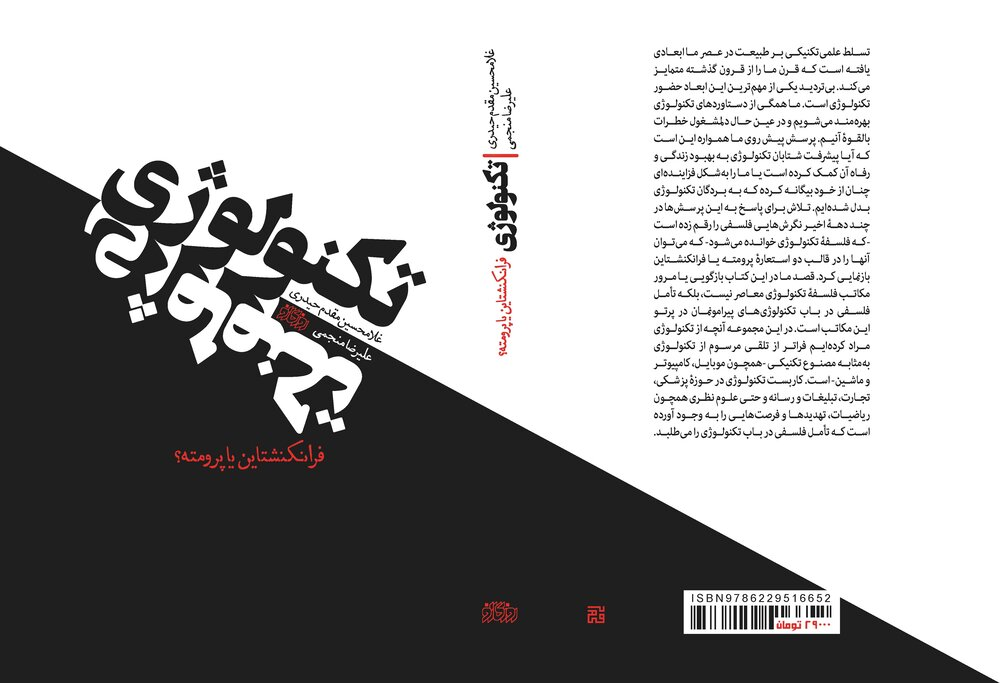 تکنولوژی
تکنولوژی
غلامحسین مقدم حیدری
علیرضا منجمی
روزگار نو
فرانکنشتاین یا پرومته؟
غلامحسین مقدم حیدری
علیرضا منجمی
تکنولوژی
فرانکنشتاین یا پرومته؟
روزگار نو
تسلط علمی‌تکنیکی بر طبیعت در عصر ما ابعادی
یافته است که قرن ما را از قرون گذشته متمایز
می‌کند. بی‌تردید یکی از مهم‌ترین این ابعاد حضور
تکنولوژی است. ما همگی از دستاوردهای تکنولوژی
بهره‌مند می‌شویم و در عین حال دلمشغول خطرات
بالقوهٔ آنیم. پرسش پیش روی ما همواره این است
که آیا پیشرفت شتابان تکنولوژی به بهبود زندگی و
رفاه آن کمک کرده است یا ما را به‌شکل فزاینده‌ای
چنان از خود بیگانه کرده که به بردگان تکنولوژی
بدل شده‌ایم. تلاش برای پاسخ به این پرسش‌ها در
چند دههٔ اخیر نگرش‌هایی فلسفی را رقم زده است
-که فلسفهٔ تکنولوژی خوانده می‌شود- که می‌توان
آنها را در قالب دو استعارهٔ پرومته یا فرانکنشتاین
بازنمایی کرد. قصد ما در این کتاب بازگویی یا مرور
مکاتب فلسفهٔ تکنولوژی معاصر نیست، بلکه تأمل
فلسفی در باب تکنولوژی‌های پیرامونمان در پرتو
این مکاتب است. در این مجموعه آنچه از تکنولوژی
مراد کرده‌ایم فراتر از تلقی مرسوم از تکنولوژی
به‌مثابه مصنوع تکنیکی -همچون موبایل، کامپیوتر
و ماشین- است. کاربست تکنولوژی در حوزهٔ پزشکی،
تجارت، تبلیغات و رسانه و حتی علوم نظری همچون
ریاضیات، تهدیدها و فرصت‌هایی را به وجود آورده
است که تأمل فلسفی در باب تکنولوژی را می‌طلبد.
ISBN9786229516652
۲۹۰۰۰ تومان